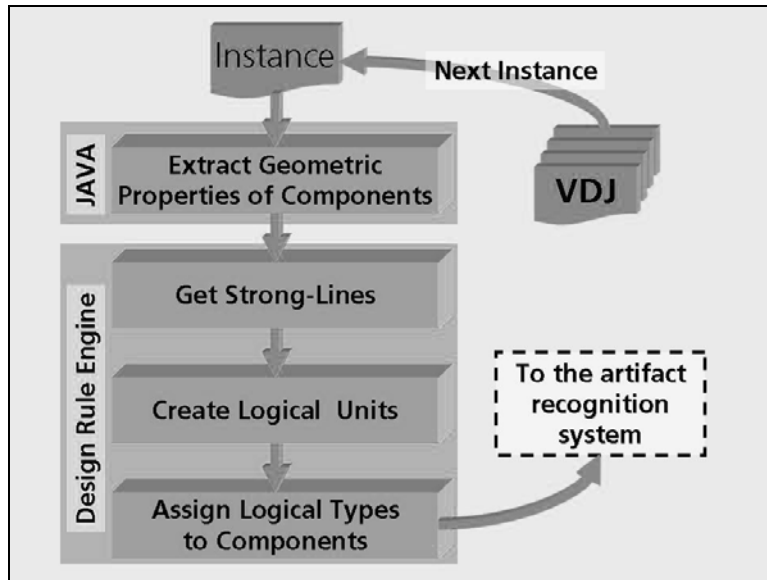 Instance
Next Instance
VDJ
JAVA
Extract Geometric
Properties of Components
Design Rule Engine
Get Strong-Lines
Create Logical Units
Assign Logical Types
to Components
To the artifact
recognition
system